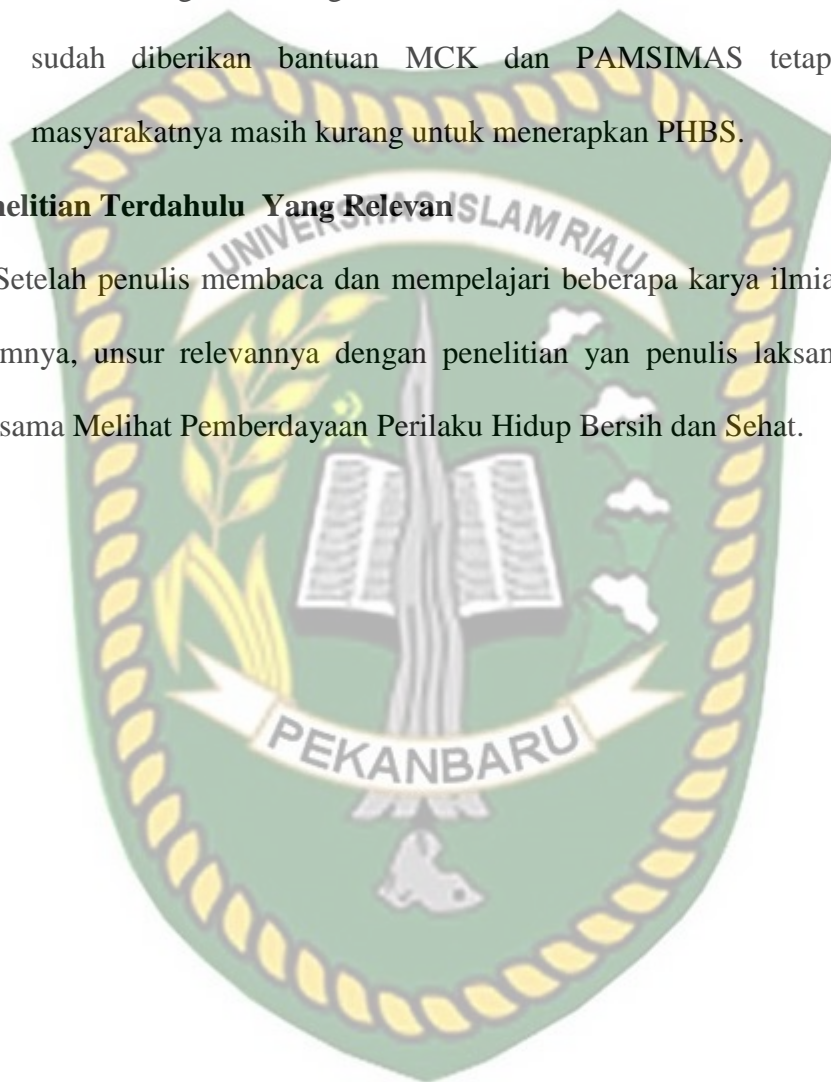 sudah diberikan bantuan MCK dan PAMSIMAS tetap
masyarakatnya masih kurang untuk menerapkan PHBS.
nelitian Terdahulu Yang Relevan
UNIVERSITAS ISLAM RIAU
Setelah penulis membaca dan mempelajari beberapa karya ilmia
mnya, unsur relevannya dengan penelitian yan penulis laksan
sama Melihat Pemberdayaan Perilaku Hidup Bersih dan Sehat.
PEKANBARU